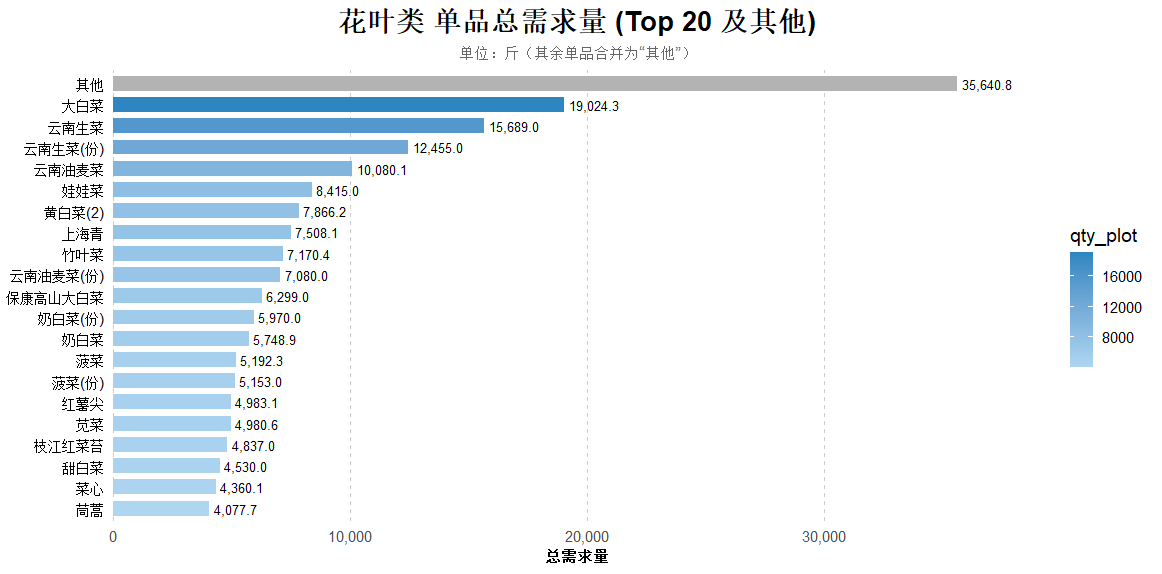 花叶类 单品总需求量 (Top 20 及其他)
单位：斤（其余单品合并为“其他”）
其他 35,640.8
大白菜 19,024.3
云南生菜 15,689.0
云南生菜(份) 12,455.0
云南油麦菜 10,080.1
娃娃菜 8,415.0
黄白菜(2) 7,866.2
上海青 7,508.1
竹叶菜 7,170.4
云南油麦菜(份) 7,080.0
保康高山大白菜 6,299.0
奶白菜(份) 5,970.0
奶白菜 5,748.9
菠菜 5,192.3
菠菜(份) 5,153.0
红薯尖 4,983.1
苋菜 4,980.6
枝江红菜苔 4,837.0
甜白菜 4,530.0
菜心 4,360.1
茼蒿 4,077.7
0 10,000 20,000 30,000
总需求量
qty_plot
16000
12000
8000